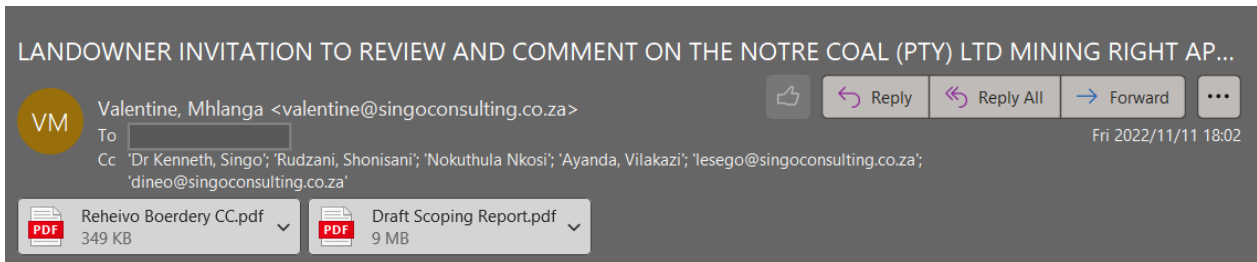 LANDOWNER INVITATION TO REVIEW AND COMMENT ON THE NOTRE COAL (PTY) LTD MINING RIGHT AP...
VM
Valentine, Mhlanga <valentine@singoconsulting.co.za>
Reply
Reply All
Forward
To
Fri 2022/11/11 18:02
Cc 'Dr Kenneth, Singo'; 'Rudzani, Shonisani'; 'Nokuthula Nkosi'; 'Ayanda, Vilakazi'; 'lesego@singoconsulting.co.za';
'dineo@singoconsulting.co.za'
PDF
Reheivo Boerdery CC.pdf
349 KB
PDF
Draft Scoping Report.pdf
9 MB